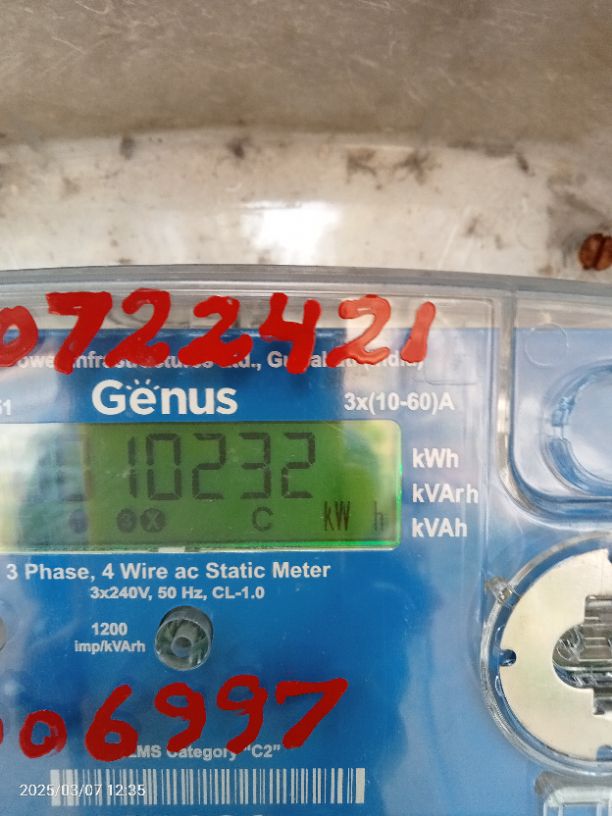 0722421
Genus
3x(10-60)A
10232
kWh
kVArh
kVAh
C kW h
3 Phase, 4 Wire ac Static Meter
3x240V, 50 Hz, CL-1.0
1200
imp/kVArh
006997
Category "C2"
2025/03/07 12:35